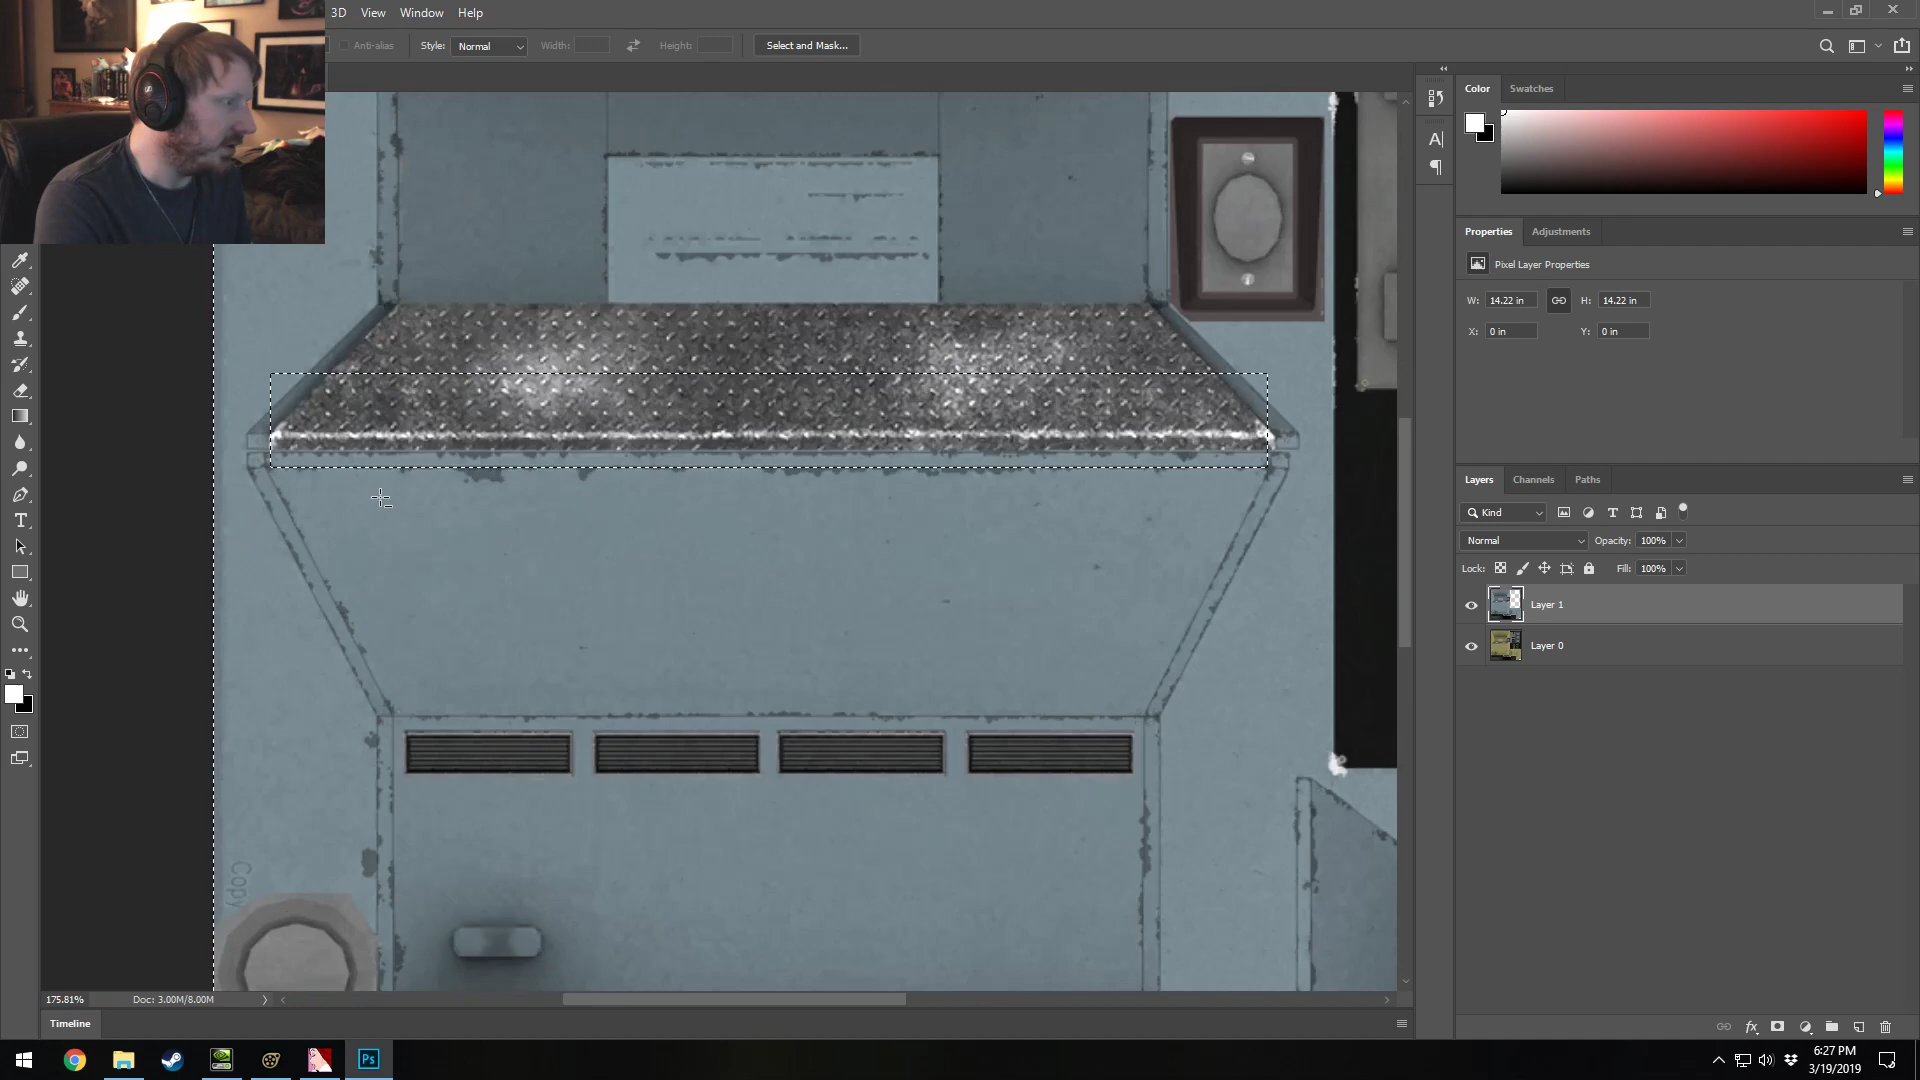 3D View Window Help
Anti-alias Style: Normal Width: Height: Select and Mask...
Color Swatches
Properties Adjustments
Pixel Layer Properties
W: 14.22 in H: 14.22 in
X: 0 in Y: 0 in
Layers Channels Paths
Kind
Normal Opacity: 100%
Lock: Fill: 100%
Layer 1
Layer 0
Copy
175.81% Doc: 3.00M/8.00M
Timeline
Ps
6:27 PM
3/19/2019